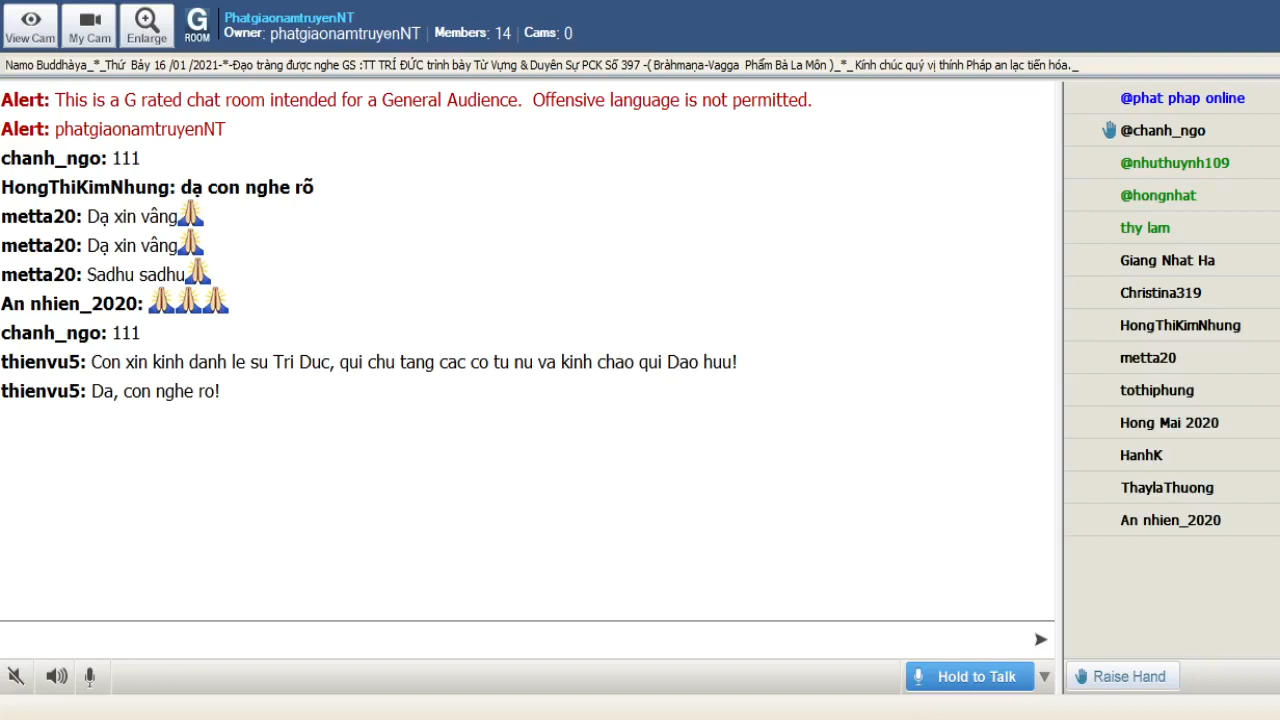 View Cam
My Cam
Enlarge
G
ROOM
PhatgiaonamtruyenNT
Owner: phatgiaonamtruyenNT | Members: 14 | Cams: 0
Namo Buddhàya_*_Thứ Bảy 16 /01 /2021-*-Đạo tràng được nghe GS :TT TRÍ ĐỨC trình bày Từ Vựng & Duyên Sự PCK Số 397 -( Bràhmaṇa-Vagga Phẩm Bà La Môn )_*_ Kính chúc quý vị thính Pháp an lạc tiến hóa._
Alert: This is a G rated chat room intended for a General Audience. Offensive language is not permitted.
Alert: phatgiaonamtruyenNT
chanh_ngo: 111
HongThiKimNhung: dạ con nghe rõ
metta20: Dạ xin vâng🙏
metta20: Dạ xin vâng🙏
metta20: Sadhu sadhu🙏
An nhien_2020: 🙏🙏🙏
chanh_ngo: 111
thienvu5: Con xin kinh danh le su Tri Duc, qui chu tang cac co tu nu va kinh chao qui Dao huu!
thienvu5: Da, con nghe ro!
@phat phap online
@chanh_ngo
@nhuthuynh109
@hongnhat
thy lam
Giang Nhat Ha
Christina319
HongThiKimNhung
metta20
tothiphung
Hong Mai 2020
HanhK
ThaylaThuong
An nhien_2020
Hold to Talk
Raise Hand